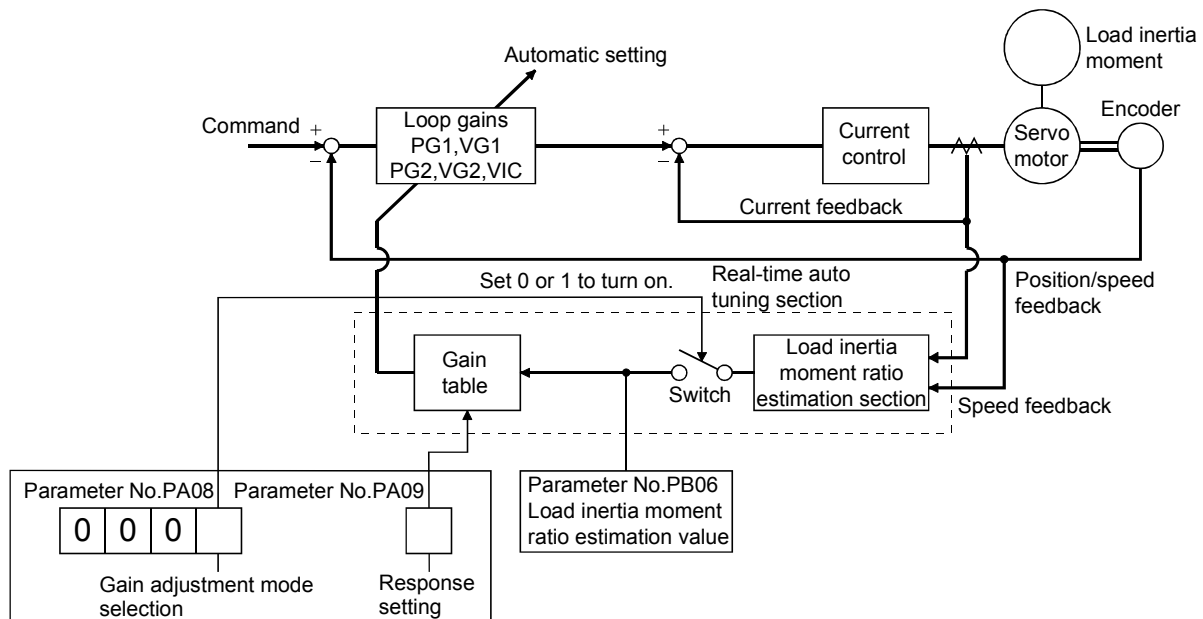 Load inertia
moment
Automatic setting
Encoder
Command
+
−
Loop gains
PG1,VG1
PG2,VG2,VIC
+
−
Current
control
Servo
motor
Current feedback
Set 0 or 1 to turn on.
Real-time auto
tuning section
Position/speed
feedback
Gain
table
Switch
Load inertia
moment ratio
estimation section
Speed feedback
Parameter No.PA08
Parameter No.PA09
0 0 0
Gain adjustment mode
selection
Response
setting
Parameter No.PB06
Load inertia moment
ratio estimation value